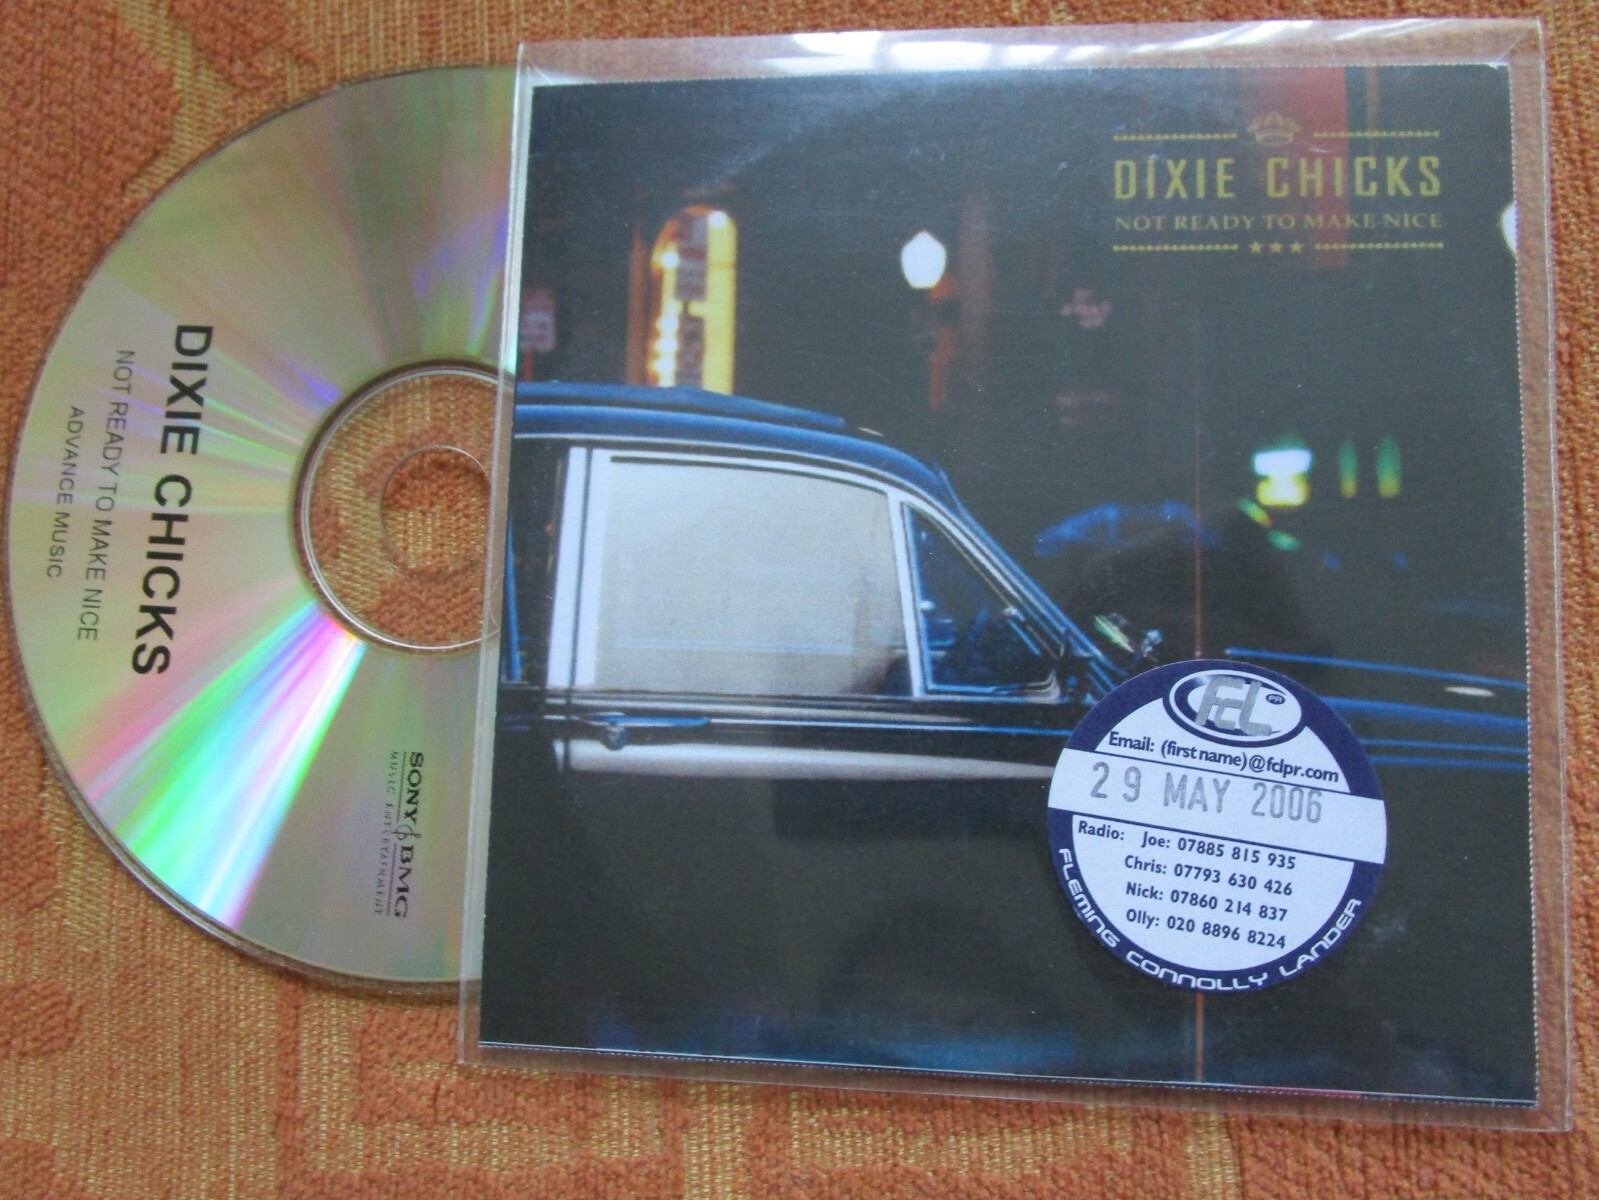 DIXIE CHICKS
NOT READY TO MAKE NICE
ADVANCE MUSIC
SONY BMG
MUSIC ENTERTAINMENT
DIXIE CHICKS
NOT READY TO MAKE NICE
FCL PR
Email: (first name)@fclpr.com
29 MAY 2006
Radio: Joe: 07885 815 935
Chris: 07793 630 426
Nick: 07860 214 837
Olly: 020 8896 8224
FLEMING CONNOLLY LANDER